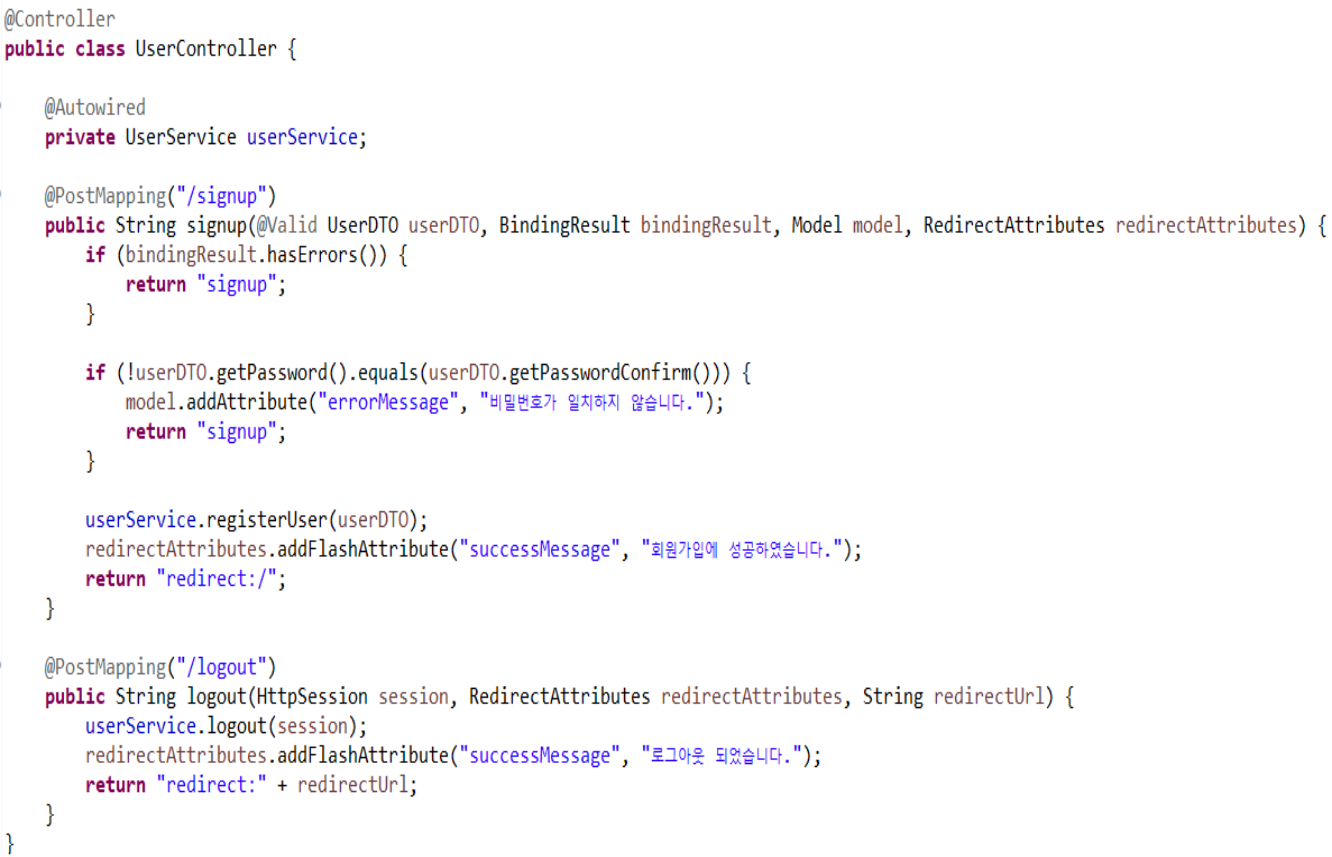 @Controller
public class UserController {
@Autowired
private UserService userService;
@PostMapping("/signup")
public String signup(@Valid UserDTO userDTO, BindingResult bindingResult, Model model, RedirectAttributes redirectAttributes) {
if (bindingResult.hasErrors()) {
return "signup";
}
if (!userDTO.getPassword().equals(userDTO.getPasswordConfirm())) {
model.addAttribute("errorMessage", "비밀번호가 일치하지 않습니다.");
return "signup";
}
userService.registerUser(userDTO);
redirectAttributes.addFlashAttribute("successMessage", "회원가입에 성공하였습니다.");
return "redirect:/";
}
@PostMapping("/logout")
public String logout(HttpSession session, RedirectAttributes redirectAttributes, String redirectUrl) {
userService.logout(session);
redirectAttributes.addFlashAttribute("successMessage", "로그아웃 되었습니다.");
return "redirect:" + redirectUrl;
}
}